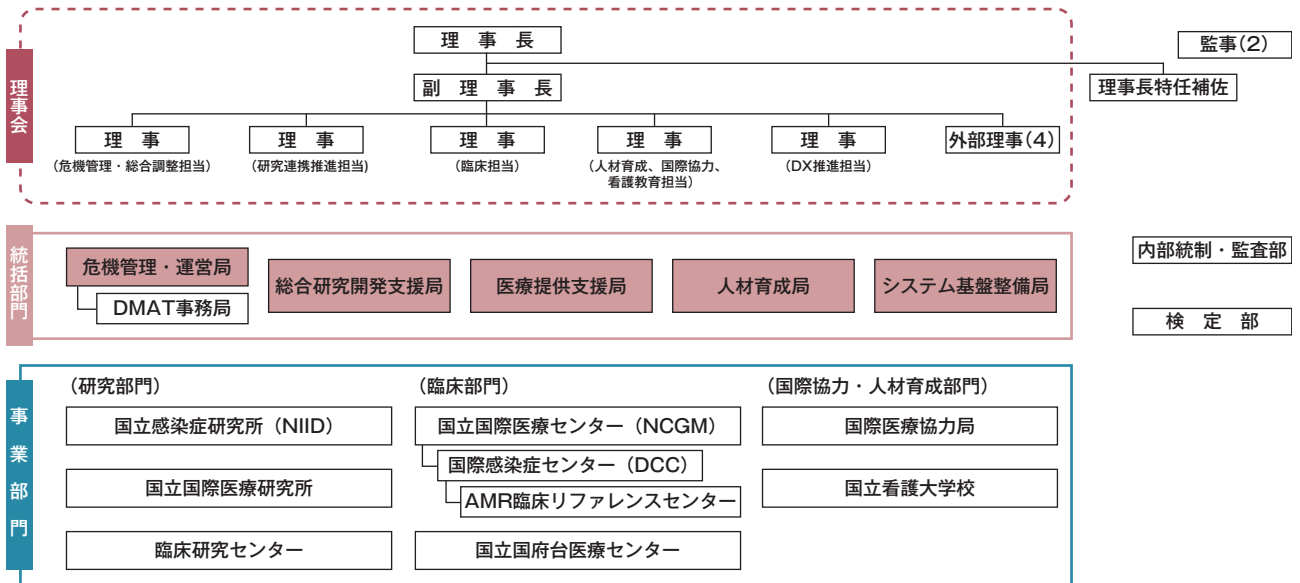 理事会
理事長
監事(2)
副理事長
理事長特任補佐
理事
(危機管理・総合調整担当)
理事
(研究連携推進担当)
理事
(臨床担当)
理事
(人材育成、国際協力、
看護教育担当)
理事
(DX推進担当)
外部理事(4)
統括部門
危機管理・運営局
DMAT事務局
総合研究開発支援局
医療提供支援局
人材育成局
システム基盤整備局
内部統制・監査部
検定部
事業部門
(研究部門)
国立感染症研究所(NIID)
国立国際医療研究所
臨床研究センター
(臨床部門)
国立国際医療センター(NCGM)
国際感染症センター(DCC)
AMR臨床リファレンスセンター
国立国府台医療センター
(国際協力・人材育成部門)
国際医療協力局
国立看護大学校